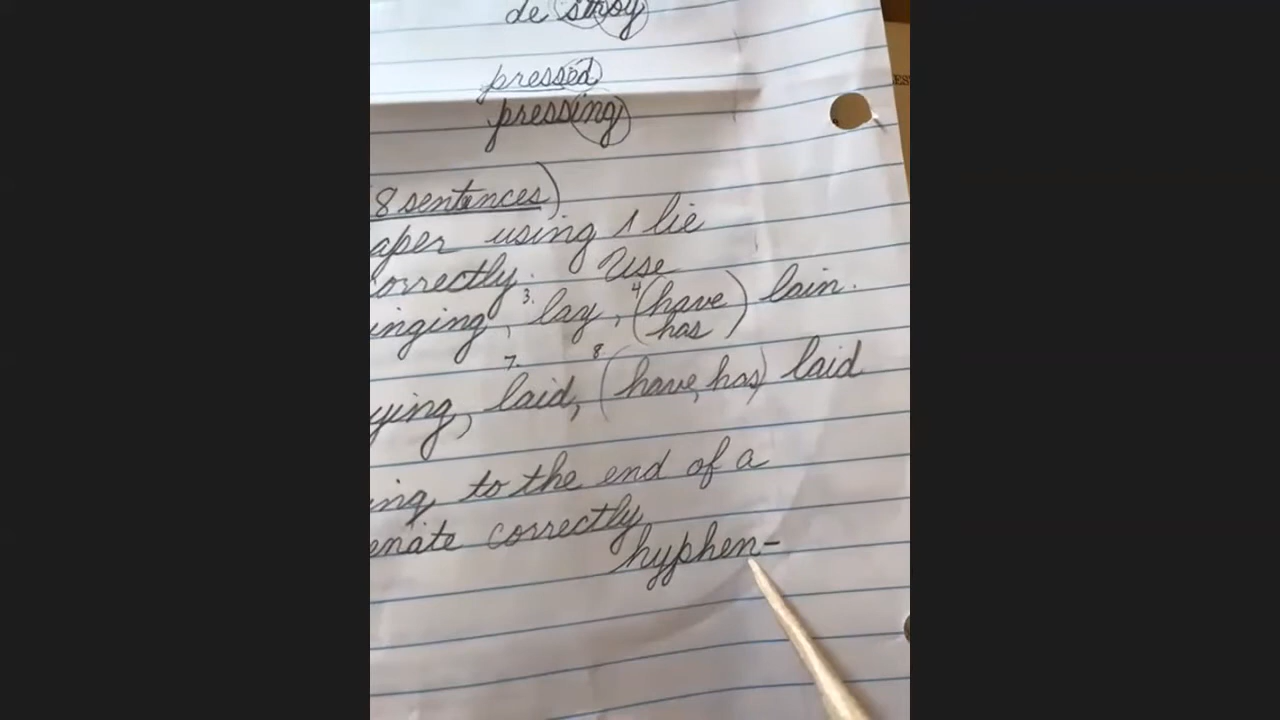 de stroy
pressed
pressing
8 sentences)
aper using 1 lie
orrectly. Use
inging, 3. lay, 4 (have has) lain.
ying, 7. laid, 8. (have, has) laid
ing to the end of a
enate correctly
hyphen-
ES